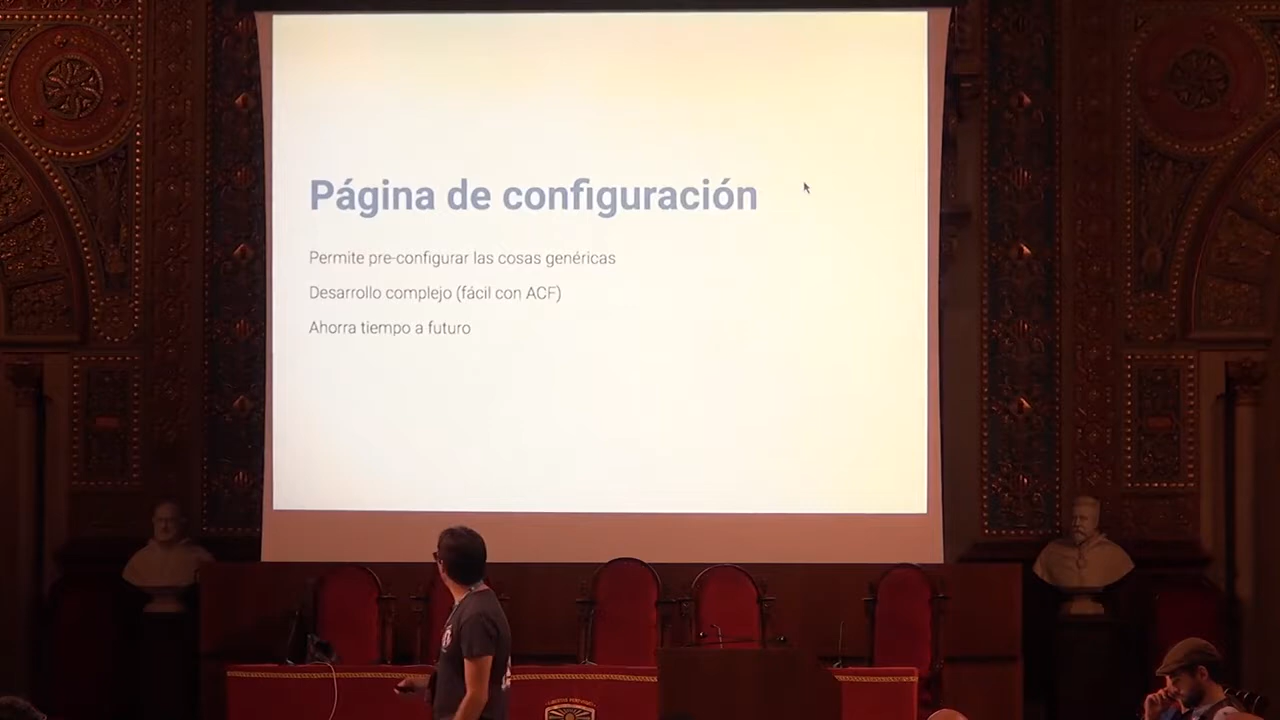 Página de configuración
Permite pre-configurar las cosas genéricas
Desarrollo complejo (fácil con ACF)
Ahorra tiempo a futuro